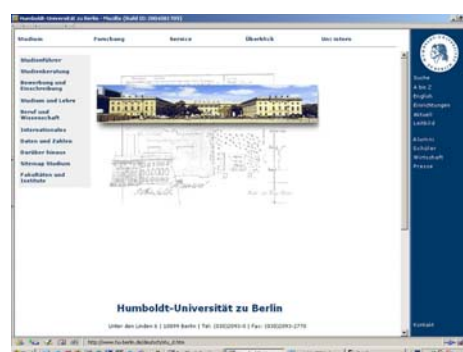 Humboldt-Universität zu Berlin - Mozilla
Studium Forschung Service Überblick Uni intern
Studienführer
Studienberatung
Bewerbung und
Einschreibung
Studium und Lehre
Beruf und
Wissenschaft
Internationales
Daten und Zahlen
Darüber hinaus
Sitemap Studium
Fakultäten und
Institute
Suche
A bis Z
English
Einrichtungen
Aktuell
Leitbild
Alumni
Schüler
Wirtschaft
Presse
Kontakt
Humboldt-Universität zu Berlin
Unter den Linden 6 | 10099 Berlin | Tel: (030)2093-0 | Fax: (030)2093-2770